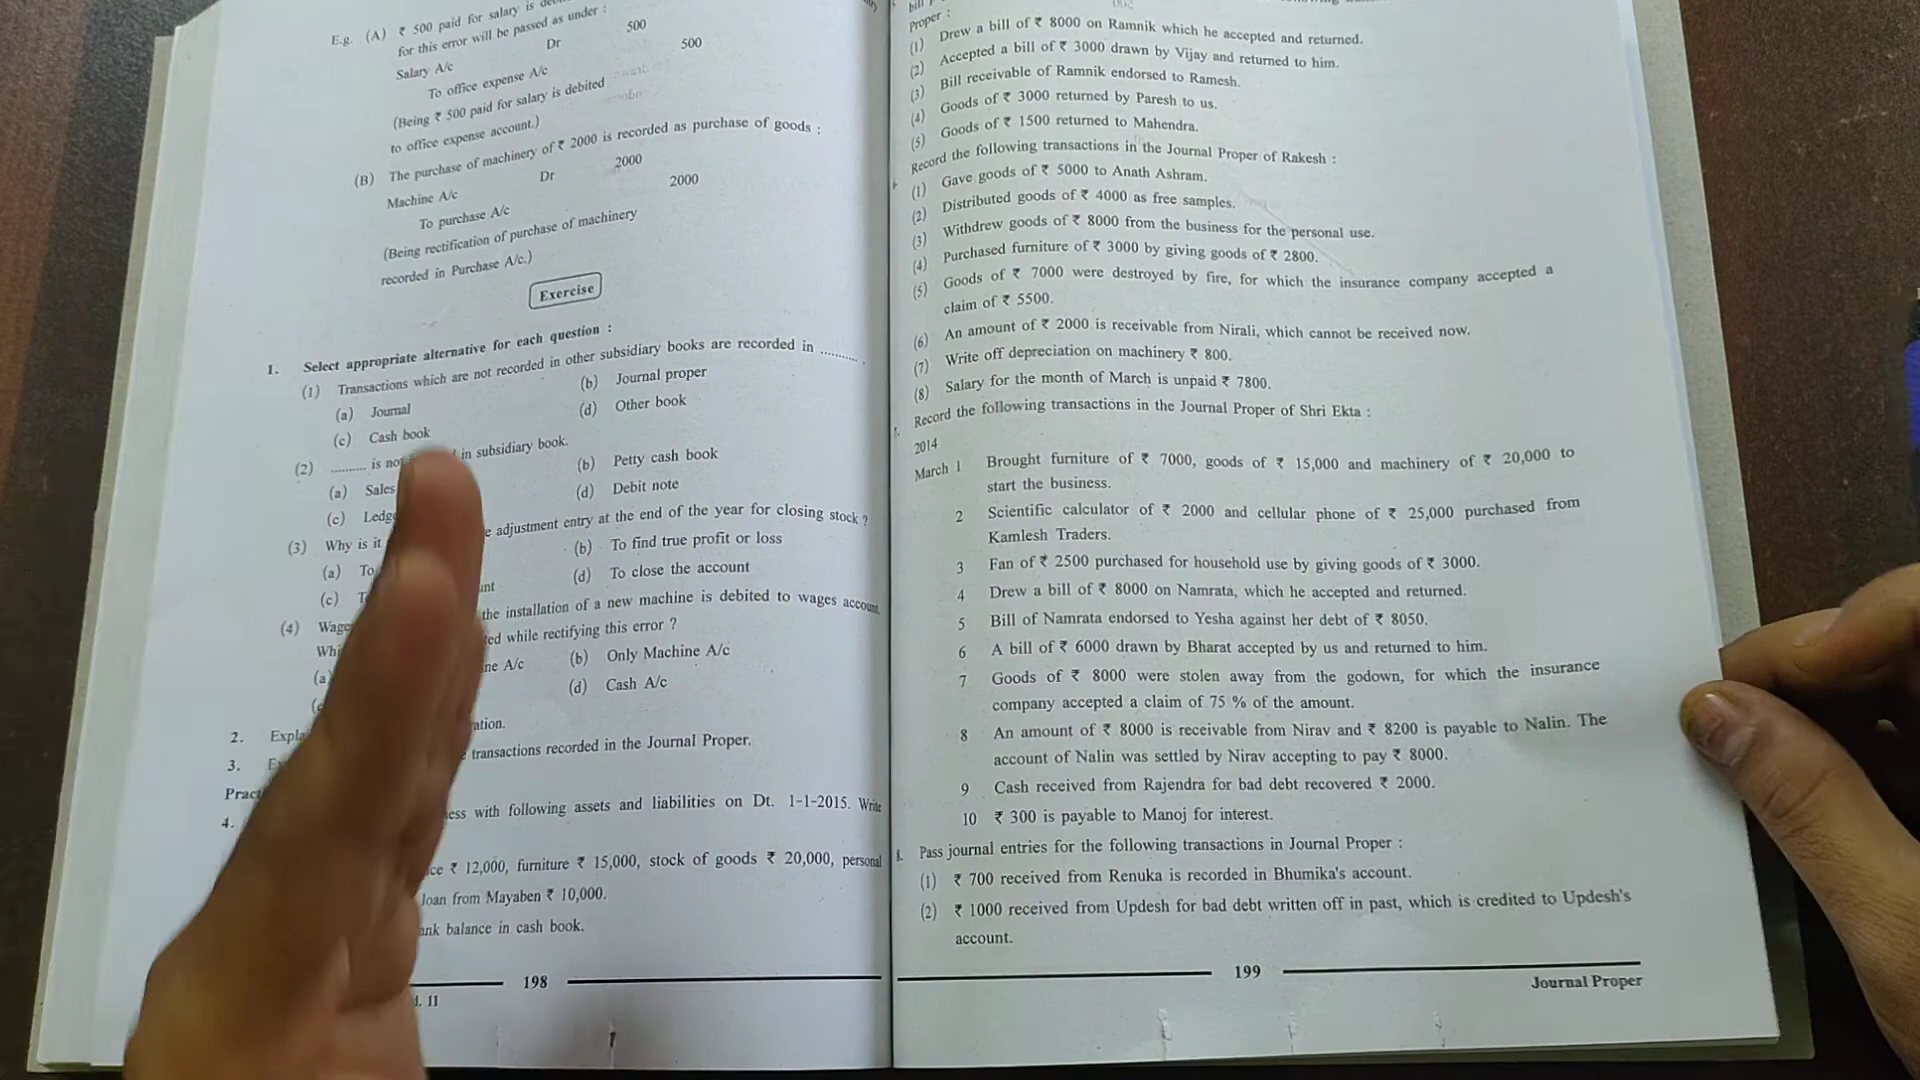 E.g. (A) ₹ 500 paid for salary is
for this error will be passed as under :
Salary A/c Dr 500
To office expense A/c 500
(Being ₹ 500 paid for salary is debited
to office expense account.)
(B) The purchase of machinery of ₹ 2000 is recorded as purchase of goods :
Machine A/c Dr 2000
To purchase A/c 2000
(Being rectification of purchase of machinery
recorded in Purchase A/c.)
Exercise
1. Select appropriate alternative for each question :
(1) Transactions which are not recorded in other subsidiary books are recorded in ........... .
(a) Journal (b) Journal proper
(c) Cash book (d) Other book
(2) .......... is not in subsidiary book.
(a) Sales (b) Petty cash book
(c) (d) Debit note
(3) Why is it adjustment entry at the end of the year for closing stock ?
(a) To (b) To find true profit or loss
(c) (d) To close the account
(4) the installation of a new machine is debited to wages account.
while rectifying this error ?
(a) A/c (b) Only Machine A/c
(d) Cash A/c
2.
3. transactions recorded in the Journal Proper.
4. with following assets and liabilities on Dt. 1-1-2015. Write
₹ 12,000, furniture ₹ 15,000, stock of goods ₹ 20,000, personal
loan from Mayaben ₹ 10,000.
balance in cash book.
198
11
Proper :
(1) Drew a bill of ₹ 8000 on Ramnik which he accepted and returned.
(2) Accepted a bill of ₹ 3000 drawn by Vijay and returned to him.
(3) Bill receivable of Ramnik endorsed to Ramesh.
(4) Goods of ₹ 3000 returned by Paresh to us.
(5) Goods of ₹ 1500 returned to Mahendra.
Record the following transactions in the Journal Proper of Rakesh :
(1) Gave goods of ₹ 5000 to Anath Ashram.
(2) Distributed goods of ₹ 4000 as free samples.
(3) Withdrew goods of ₹ 8000 from the business for the personal use.
(4) Purchased furniture of ₹ 3000 by giving goods of ₹ 2800.
(5) Goods of ₹ 7000 were destroyed by fire, for which the insurance company accepted a
claim of ₹ 5500.
(6) An amount of ₹ 2000 is receivable from Nirali, which cannot be received now.
(7) Write off depreciation on machinery ₹ 800.
(8) Salary for the month of March is unpaid ₹ 7800.
Record the following transactions in the Journal Proper of Shri Ekta :
2014
March 1 Brought furniture of ₹ 7000, goods of ₹ 15,000 and machinery of ₹ 20,000 to
start the business.
2 Scientific calculator of ₹ 2000 and cellular phone of ₹ 25,000 purchased from
Kamlesh Traders.
3 Fan of ₹ 2500 purchased for household use by giving goods of ₹ 3000.
4 Drew a bill of ₹ 8000 on Namrata, which he accepted and returned.
5 Bill of Namrata endorsed to Yesha against her debt of ₹ 8050.
6 A bill of ₹ 6000 drawn by Bharat accepted by us and returned to him.
7 Goods of ₹ 8000 were stolen away from the godown, for which the insurance
company accepted a claim of 75 % of the amount.
8 An amount of ₹ 8000 is receivable from Nirav and ₹ 8200 is payable to Nalin. The
account of Nalin was settled by Nirav accepting to pay ₹ 8000.
9 Cash received from Rajendra for bad debt recovered ₹ 2000.
10 ₹ 300 is payable to Manoj for interest.
8. Pass journal entries for the following transactions in Journal Proper :
(1) ₹ 700 received from Renuka is recorded in Bhumika's account.
(2) ₹ 1000 received from Updesh for bad debt written off in past, which is credited to Updesh's
account.
199
Journal Proper